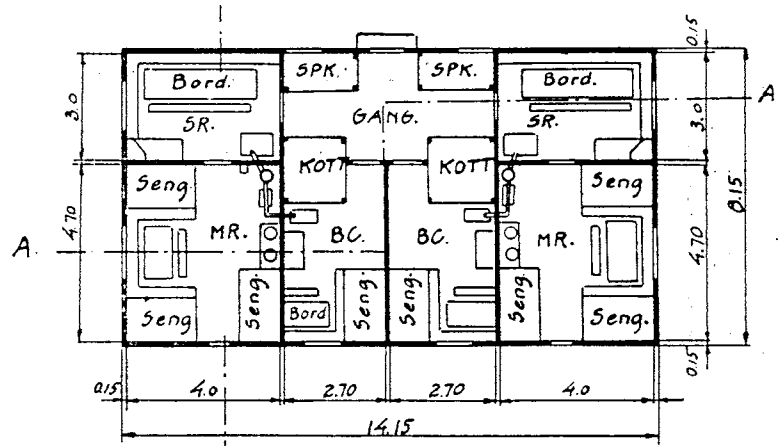 0.15
SPK. SPK.
Bord. Bord.
3.0 SR. GANG. SR. 3.0
A
KOTT KOTT
Seng Seng
8.15
4.70 MR. BC. BC. MR. 4.70
A.
Seng Seng. Bord Seng Seng Seng Seng.
0.15
0.15 4.0 2.70 2.70 4.0
14.15